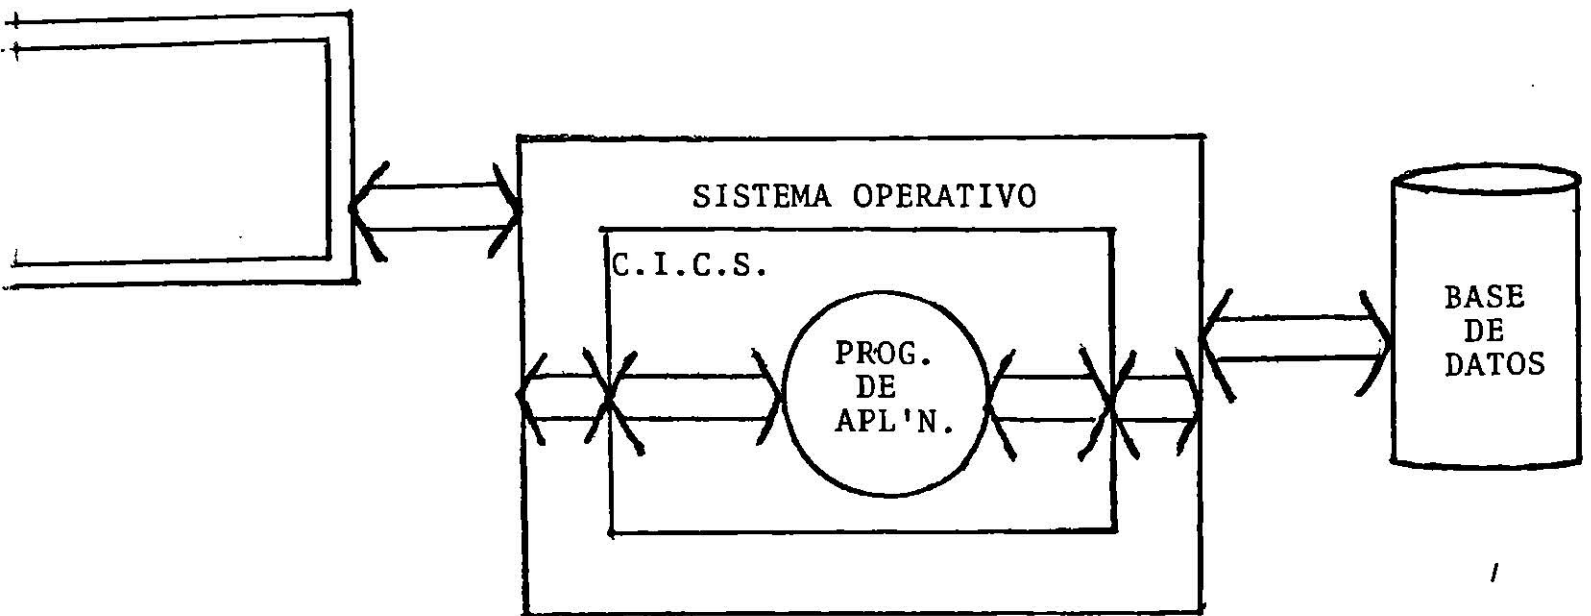 SISTEMA OPERATIVO
C.I.C.S.
PROG.
DE
APL'N.
BASE
DE
DATOS